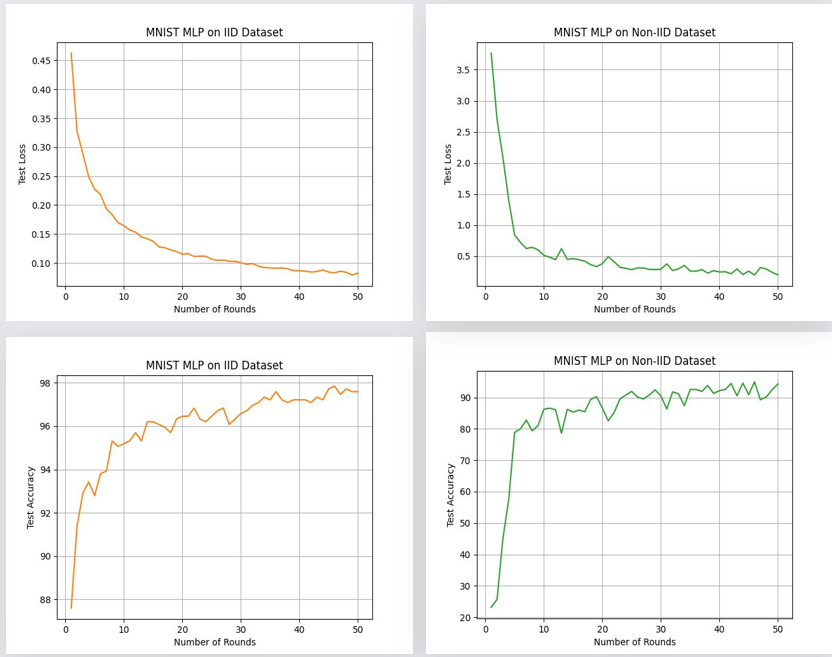 MNIST MLP on IID Dataset
Test Loss
0.45
0.40
0.35
0.30
0.25
0.20
0.15
0.10
0 10 20 30 40 50
Number of Rounds
MNIST MLP on Non-IID Dataset
Test Loss
3.5
3.0
2.5
2.0
1.5
1.0
0.5
0 10 20 30 40 50
Number of Rounds
MNIST MLP on IID Dataset
Test Accuracy
98
96
94
92
90
88
0 10 20 30 40 50
Number of Rounds
MNIST MLP on Non-IID Dataset
Test Accuracy
90
80
70
60
50
40
30
20
0 10 20 30 40 50
Number of Rounds